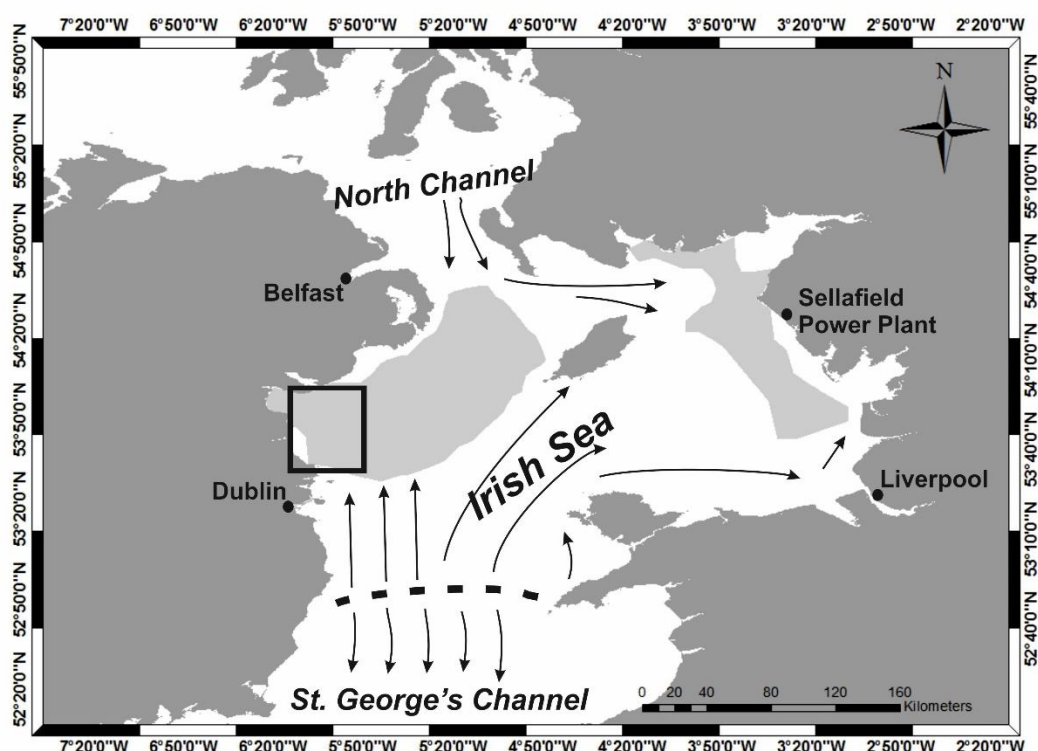 7°20'0"W 6°50'0"W 6°20'0"W 5°50'0"W 5°20'0"W 4°50'0"W 4°20'0"W 3°50'0"W 3°20'0"W 2°50'0"W 2°20'0"W
55°50'0"N
55°20'0"N
54°50'0"N
54°20'0"N
53°50'0"N
53°20'0"N
52°50'0"N
52°20'0"N
N
North Channel
Belfast
Sellafield
Power Plant
Irish Sea
Dublin
Liverpool
St. George's Channel
0 20 40 80 120 160
Kilometers
55°40'0"N
55°10'0"N
54°40'0"N
54°10'0"N
53°40'0"N
53°10'0"N
52°40'0"N
7°20'0"W 6°50'0"W 6°20'0"W 5°50'0"W 5°20'0"W 4°50'0"W 4°20'0"W 3°50'0"W 3°20'0"W 2°50'0"W 2°20'0"W